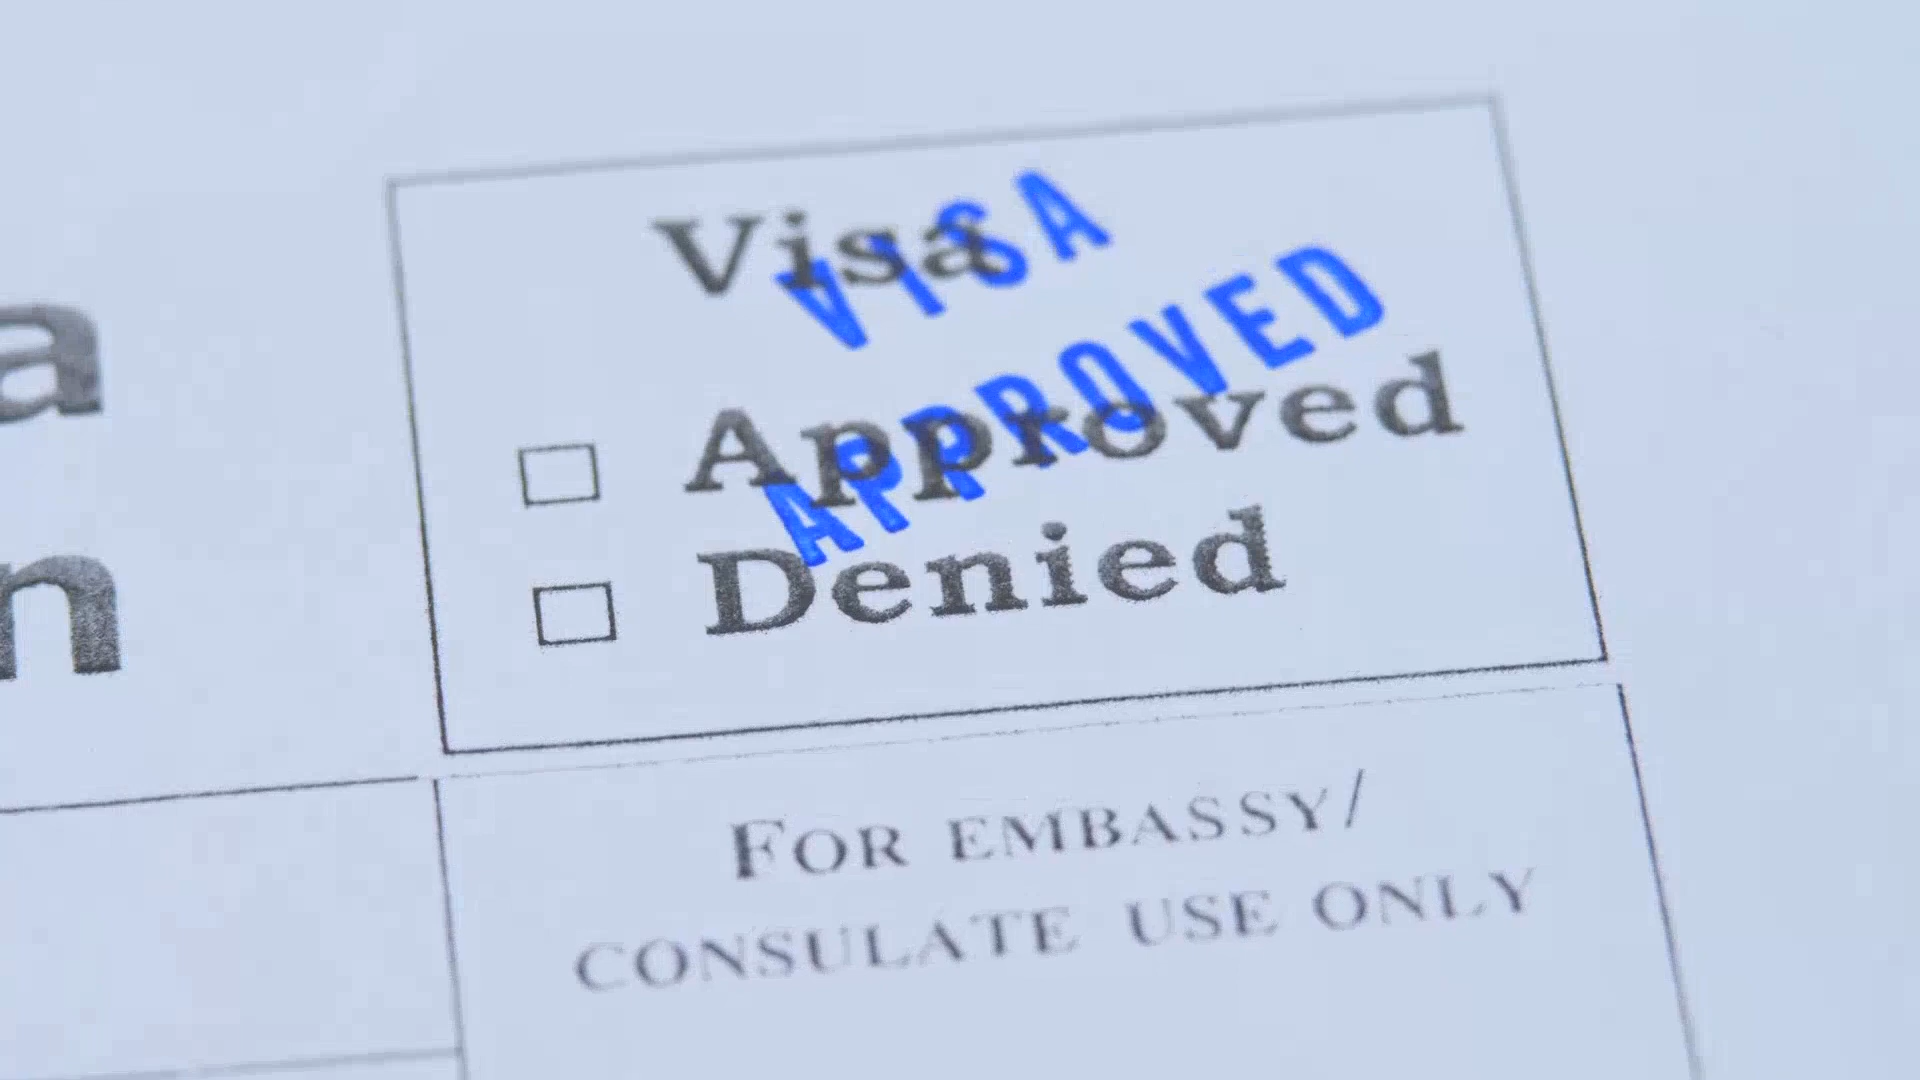 Visa
VISA
APPROVED
☐ Approved
☐ Denied
FOR EMBASSY/
CONSULATE USE ONLY
a
n